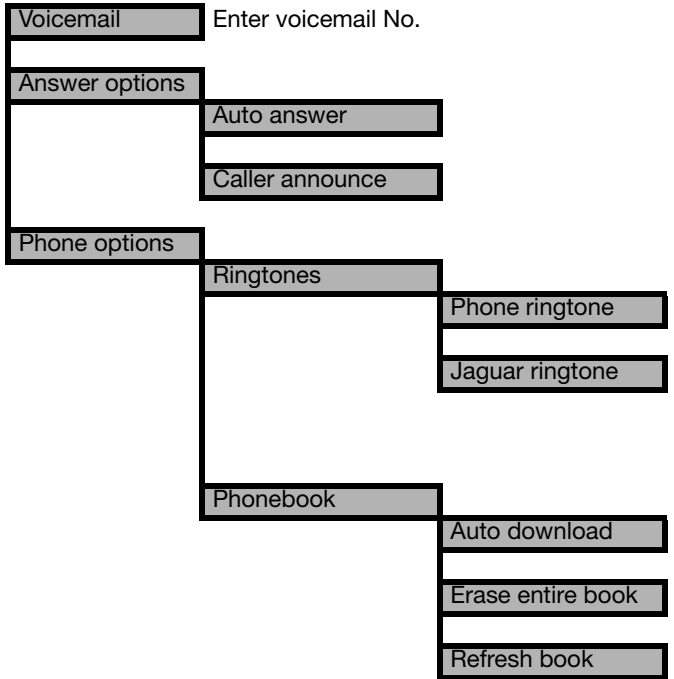 Voicemail Enter voicemail No.
Answer options
Auto answer
Caller announce
Phone options
Ringtones
Phone ringtone
Jaguar ringtone
Phonebook
Auto download
Erase entire book
Refresh book